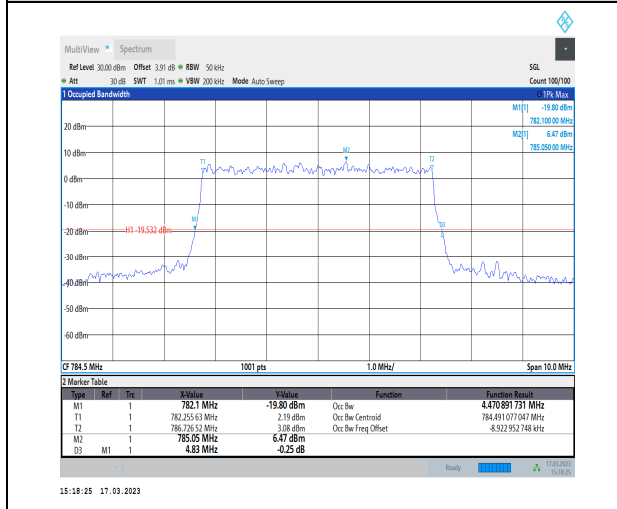 MultiView Spectrum
Ref Level 30.00 dBm Offset 3.91 dB RBW 50 kHz SGL
Att 30 dB SWT 1.01 ms VBW 200 kHz Mode Auto Sweep Count 100/100
1 Occupied Bandwidth 1Pk Max
M1[1] -19.80 dBm
782.10000 MHz
M2[1] 6.47 dBm
785.05000 MHz
20 dBm
10 dBm
M2
T1 T2
0 dBm
-10 dBm
M1
D3
-20 dBm H1 -19.532 dBm
-30 dBm
-40 dBm
-50 dBm
-60 dBm
CF 784.5 MHz 1001 pts 1.0 MHz/ Span 10.0 MHz
2 Marker Table
Type Ref Trc X-Value Y-Value Function Function Result
M1 1 782.1 MHz -19.80 dBm Occ Bw 4.470 891 731 MHz
T1 1 782.255 63 MHz 2.19 dBm Occ Bw Centroid 784.491 077 047 MHz
T2 1 786.726 52 MHz 3.08 dBm Occ Bw Freq Offset -8.922 952 748 kHz
M2 1 785.05 MHz 6.47 dBm
D3 M1 1 4.83 MHz -0.25 dB
Ready 17.03.2023
15:18:25
15:18:25 17.03.2023